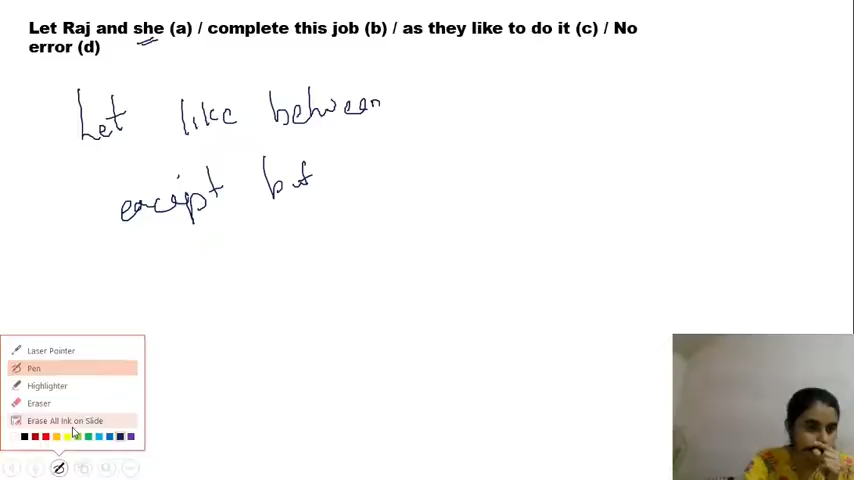 Let Raj and she (a) / complete this job (b) / as they like to do it (c) / No
error (d)
Let like between
except but
Laser Pointer
Pen
Highlighter
Eraser
Erase All Ink on Slide